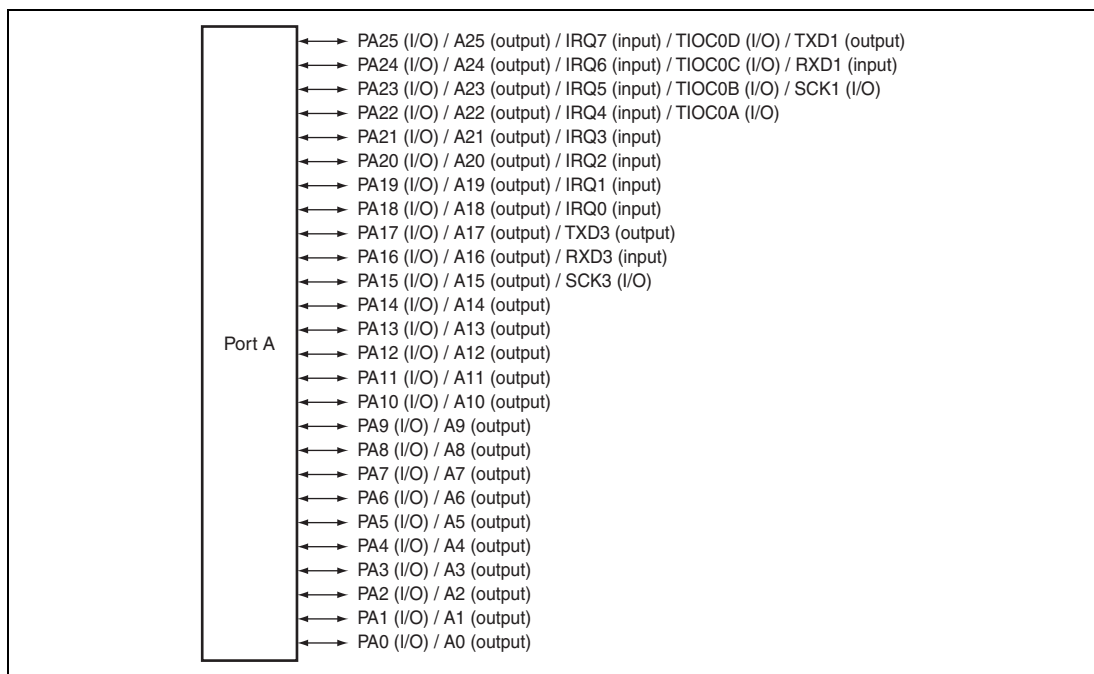 PA25 (I/O) / A25 (output) / IRQ7 (input) / TIOC0D (I/O) / TXD1 (output)
PA24 (I/O) / A24 (output) / IRQ6 (input) / TIOC0C (I/O) / RXD1 (input)
PA23 (I/O) / A23 (output) / IRQ5 (input) / TIOC0B (I/O) / SCK1 (I/O)
PA22 (I/O) / A22 (output) / IRQ4 (input) / TIOC0A (I/O)
PA21 (I/O) / A21 (output) / IRQ3 (input)
PA20 (I/O) / A20 (output) / IRQ2 (input)
PA19 (I/O) / A19 (output) / IRQ1 (input)
PA18 (I/O) / A18 (output) / IRQ0 (input)
PA17 (I/O) / A17 (output) / TXD3 (output)
PA16 (I/O) / A16 (output) / RXD3 (input)
PA15 (I/O) / A15 (output) / SCK3 (I/O)
PA14 (I/O) / A14 (output)
PA13 (I/O) / A13 (output)
Port A
PA12 (I/O) / A12 (output)
PA11 (I/O) / A11 (output)
PA10 (I/O) / A10 (output)
PA9 (I/O) / A9 (output)
PA8 (I/O) / A8 (output)
PA7 (I/O) / A7 (output)
PA6 (I/O) / A6 (output)
PA5 (I/O) / A5 (output)
PA4 (I/O) / A4 (output)
PA3 (I/O) / A3 (output)
PA2 (I/O) / A2 (output)
PA1 (I/O) / A1 (output)
PA0 (I/O) / A0 (output)